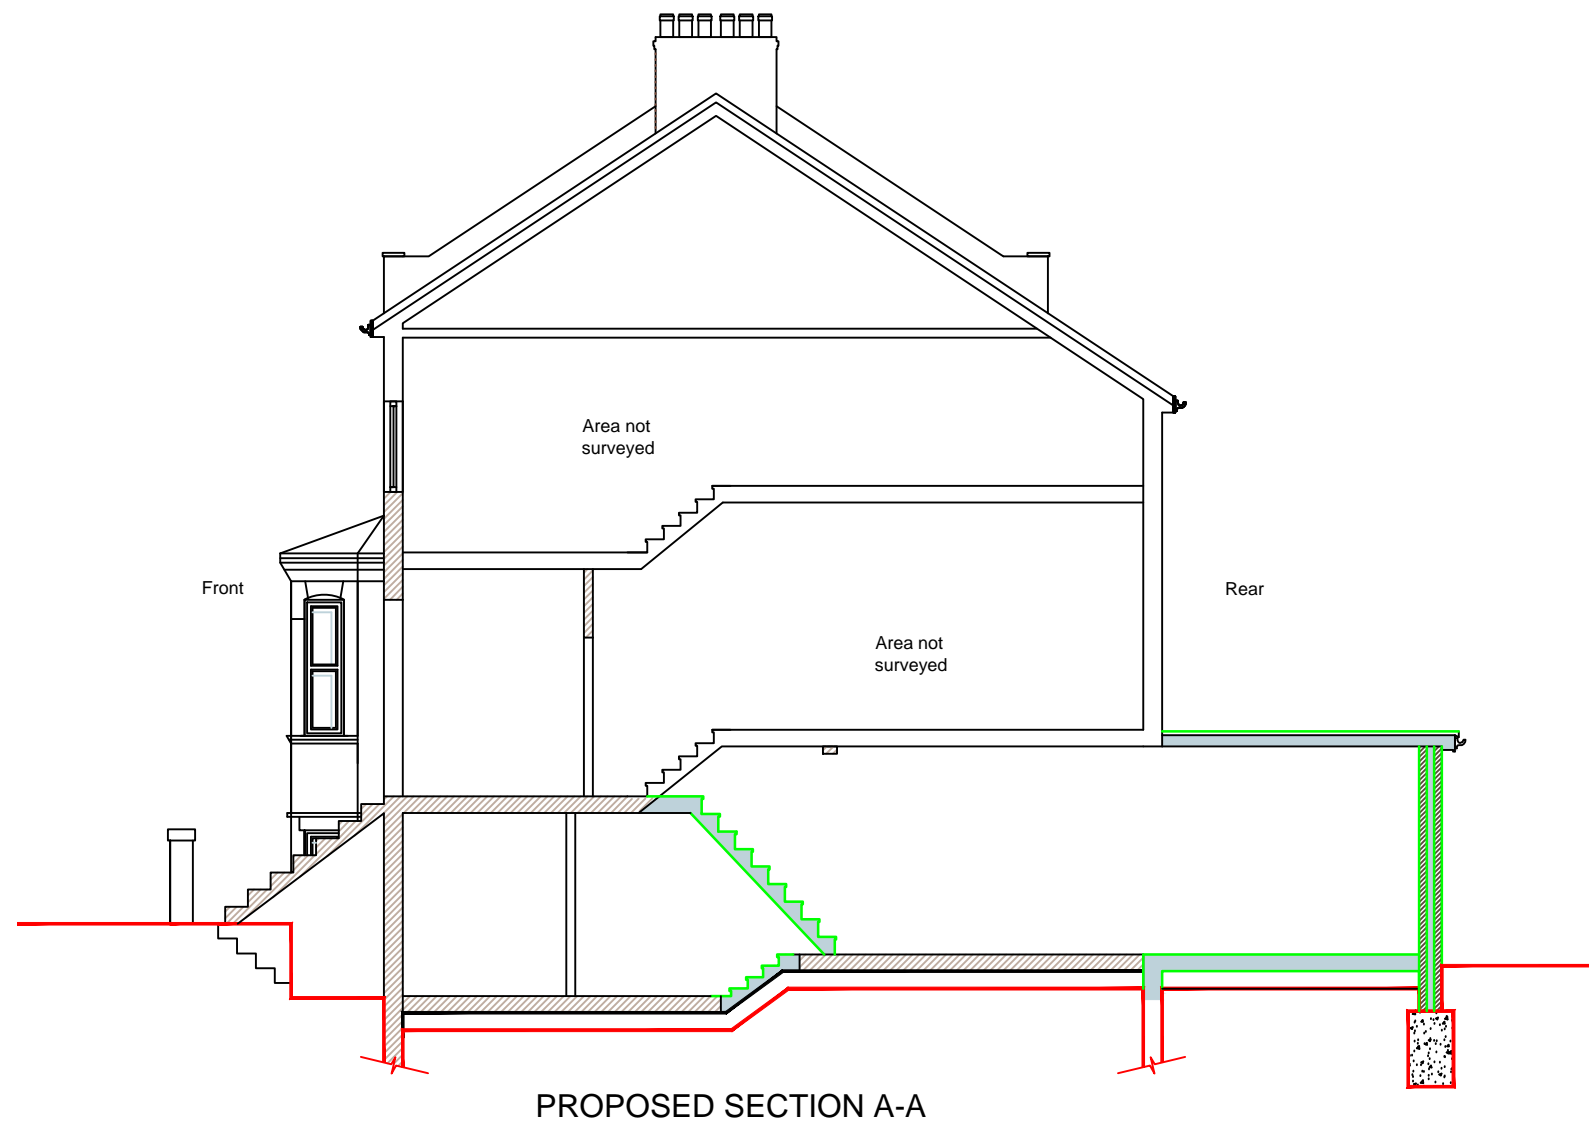 Area not
surveyed
Front
Rear
Area not
surveyed
PROPOSED SECTION A-A